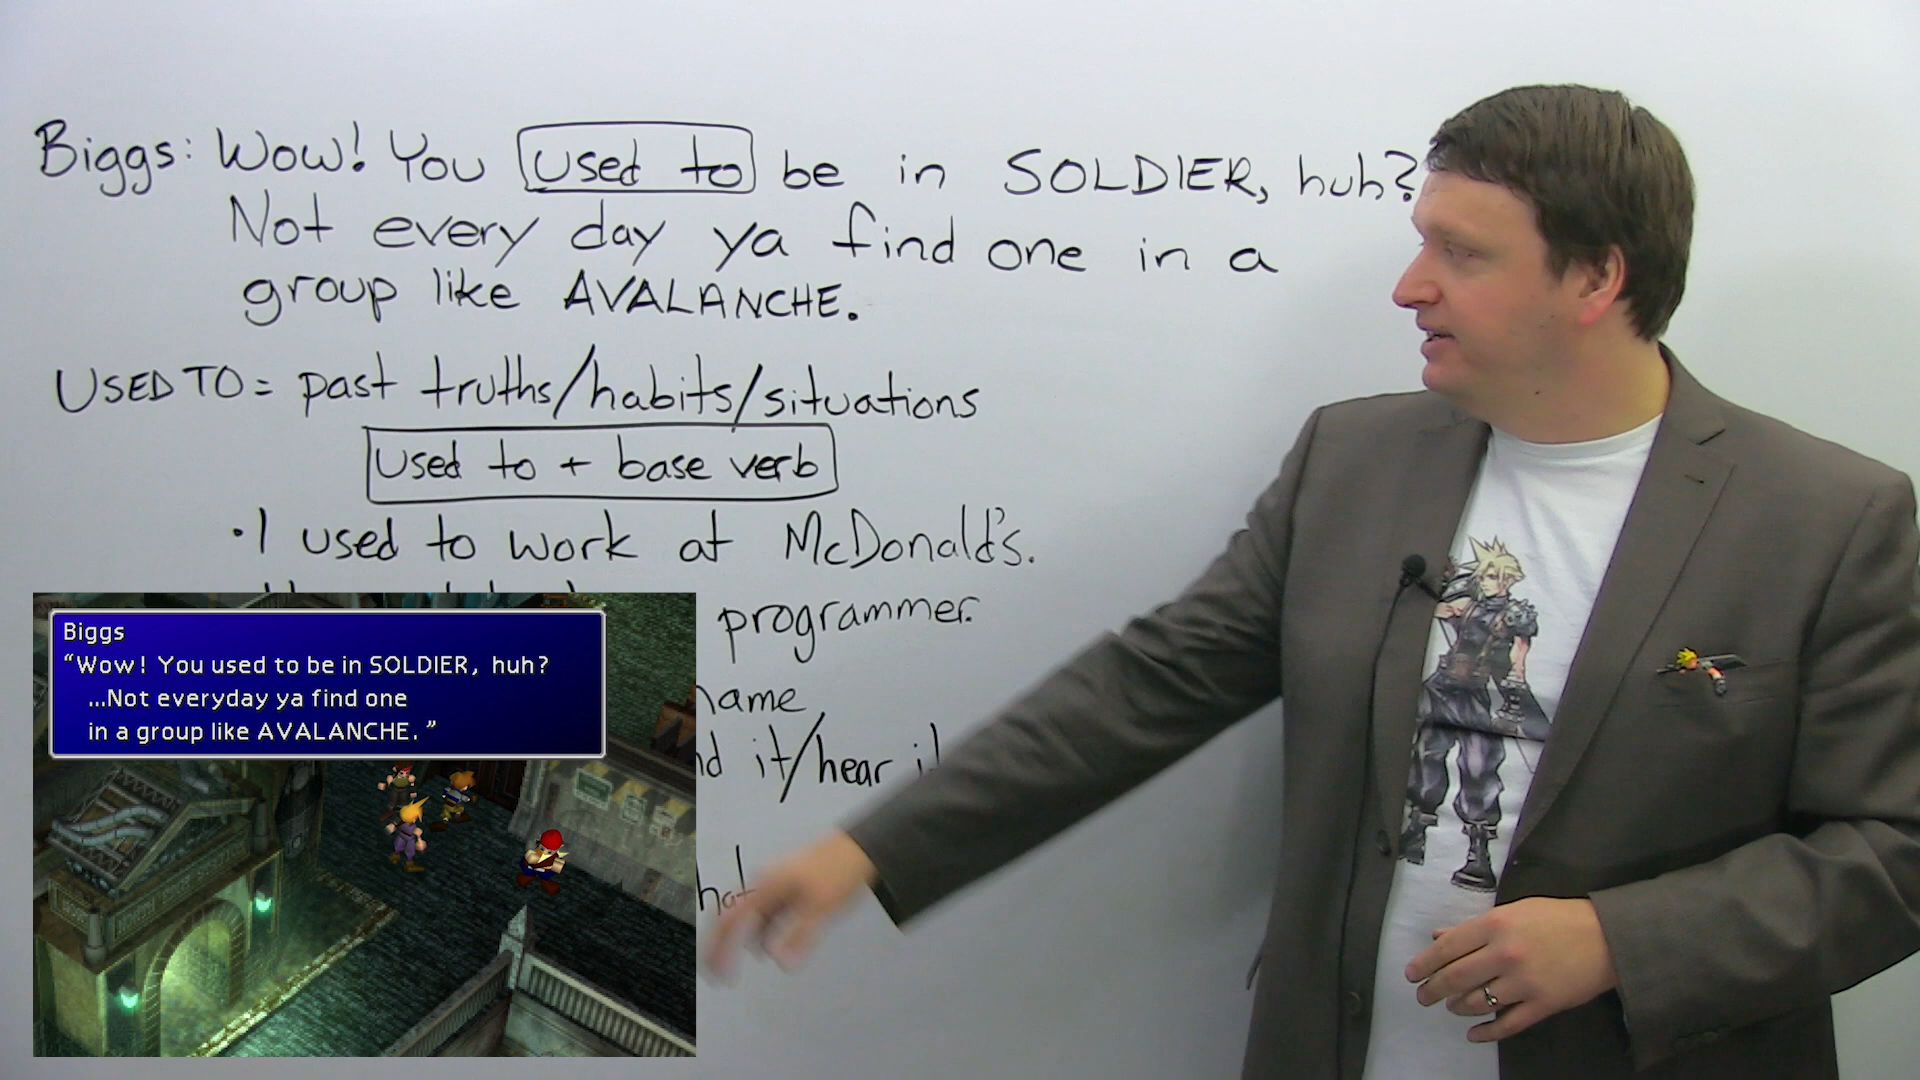 Biggs: Wow! You used to be in SOLDIER, huh?
Not every day ya find one in a
group like AVALANCHE.
USED TO = past truths/habits/situations
used to + base verb
• I used to work at McDonald's.
programmer.
name
it/hear
Biggs
“Wow! You used to be in SOLDIER, huh?
...Not everyday ya find one
in a group like AVALANCHE.”